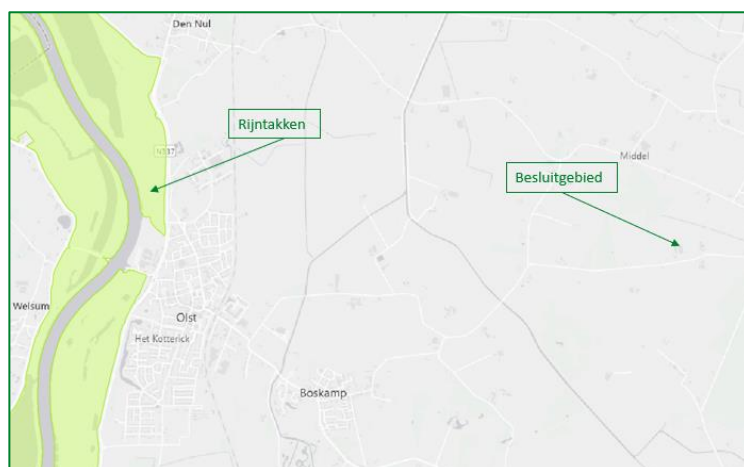 Den Nul
Rijntakken
N337
Middel
Besluitgebied
Welsum
Olst
Het Kotterick
Boskamp